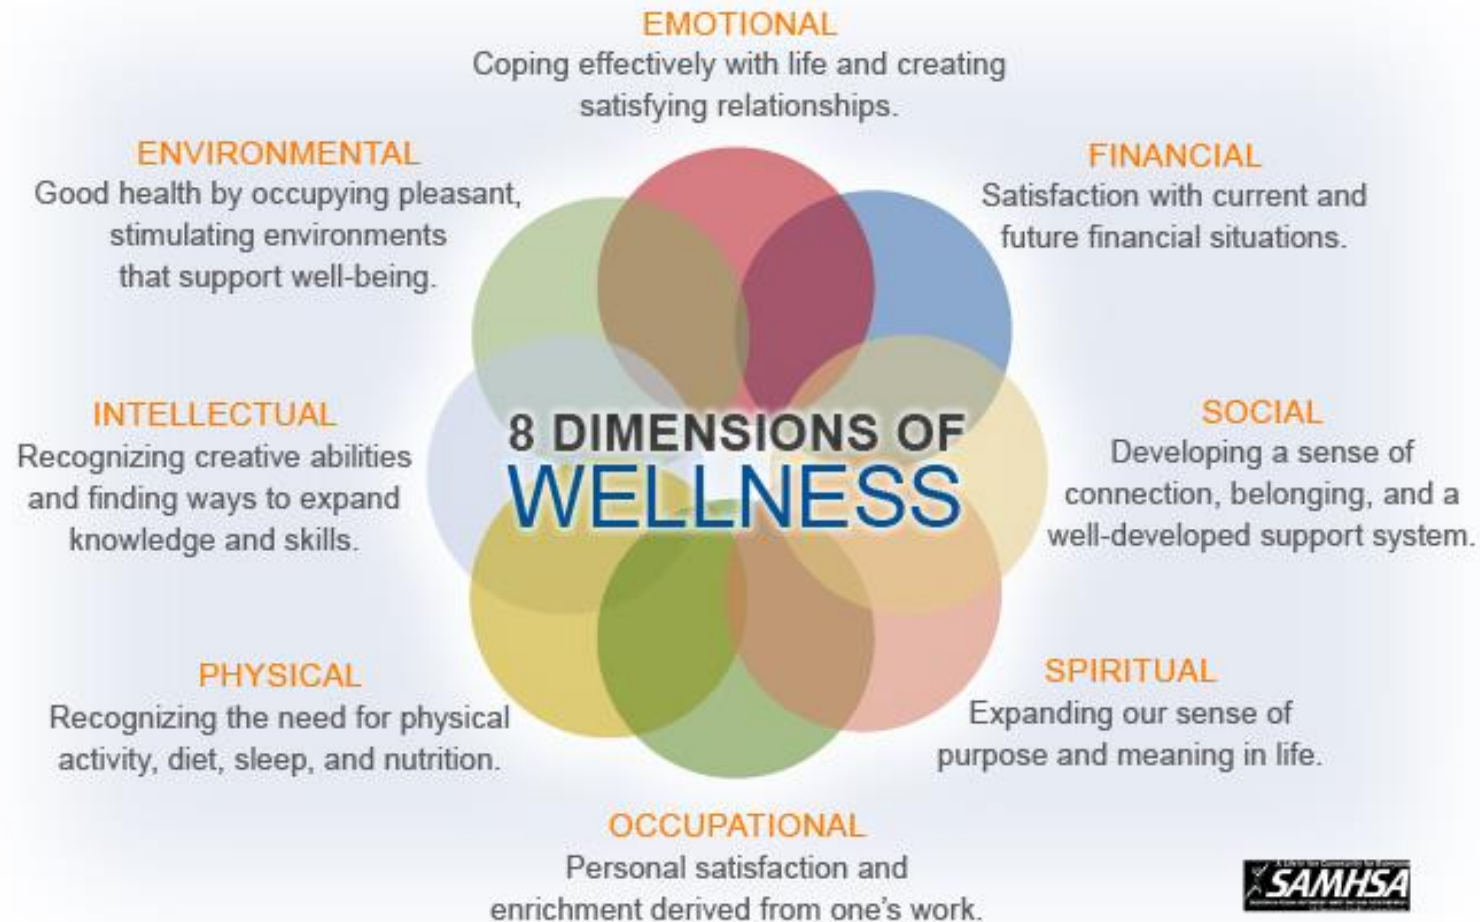 EMOTIONAL
Coping effectively with life and creating
satisfying relationships.
FINANCIAL
Satisfaction with current and
future financial situations.
SOCIAL
Developing a sense of
connection, belonging, and a
well-developed support system.
SPIRITUAL
Expanding our sense of
purpose and meaning in life.
OCCUPATIONAL
Personal satisfaction and
enrichment derived from one's work.
PHYSICAL
Recognizing the need for physical
activity, diet, sleep, and nutrition.
INTELLECTUAL
Recognizing creative abilities
and finding ways to expand
knowledge and skills.
ENVIRONMENTAL
Good health by occupying pleasant,
stimulating environments
that support well-being.
8 DIMENSIONS OF
WELLNESS
SAMHSA